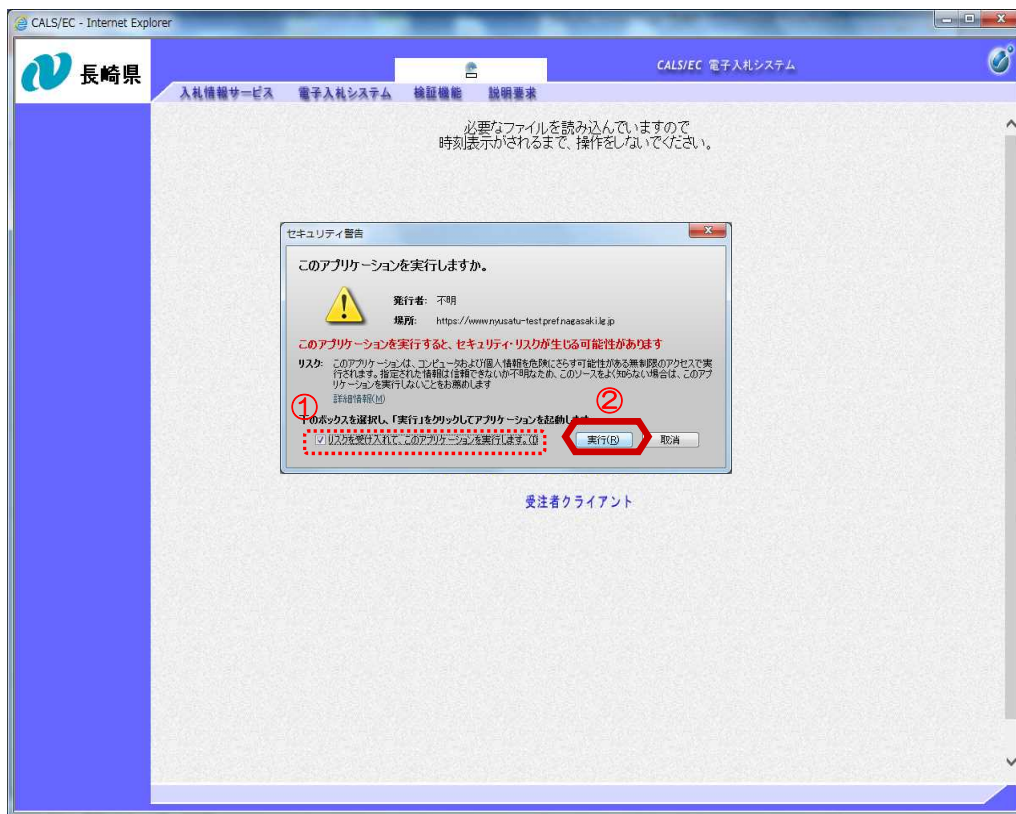 CALS/EC - Internet Explorer
長崎県
CALS/EC 電子入札システム
入札情報サービス 電子入札システム 検証機能 説明要求
必要なファイルを読み込んでいますので
時刻表示がされるまで、操作をしないでください。
セキュリティ警告
このアプリケーションを実行しますか。
発行者: 不明
場所: https://www.nyusatu-test.pref.nagasaki.lg.jp
このアプリケーションを実行すると、セキュリティ・リスクが生じる可能性があります
リスク: このアプリケーションは、コンピュータおよび個人情報を危険にさらす可能性がある無制限のアクセスで実
行されます。指定された情報は信頼できないか不明なため、このソースをよく知らない場合は、このアプ
リケーションを実行しないことをお薦めします
詳細情報(M)
① ②
下のボックスを選択し、「実行」をクリックしてアプリケーションを起動します
リスクを受け入れて、このアプリケーションを実行します。(I) 実行(R) 取消
受注者クライアント